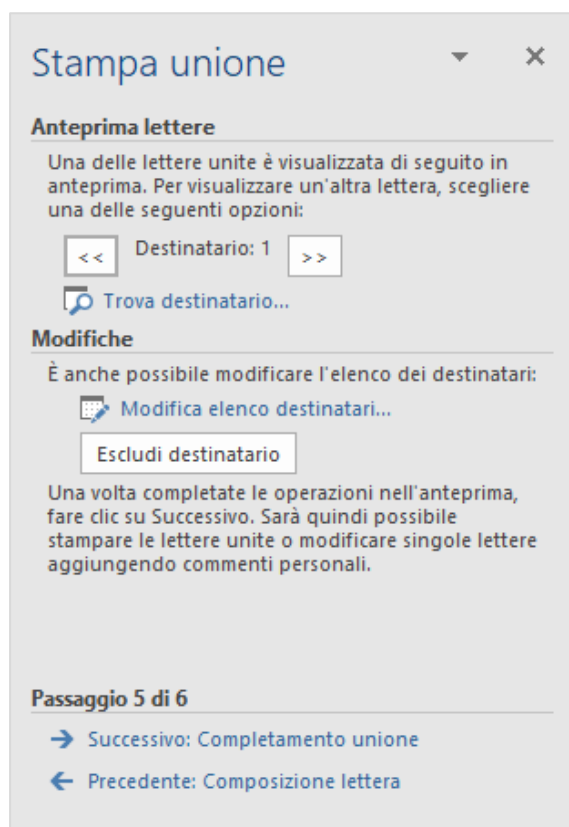 Stampa unione
Anteprima lettere
Una delle lettere unite è visualizzata di seguito in
anteprima. Per visualizzare un'altra lettera, scegliere
una delle seguenti opzioni:
<< Destinatario: 1 >>
Trova destinatario...
Modifiche
È anche possibile modificare l'elenco dei destinatari:
Modifica elenco destinatari...
Escludi destinatario
Una volta completate le operazioni nell'anteprima,
fare clic su Successivo. Sarà quindi possibile
stampare le lettere unite o modificare singole lettere
aggiungendo commenti personali.
Passaggio 5 di 6
Successivo: Completamento unione
Precedente: Composizione lettera